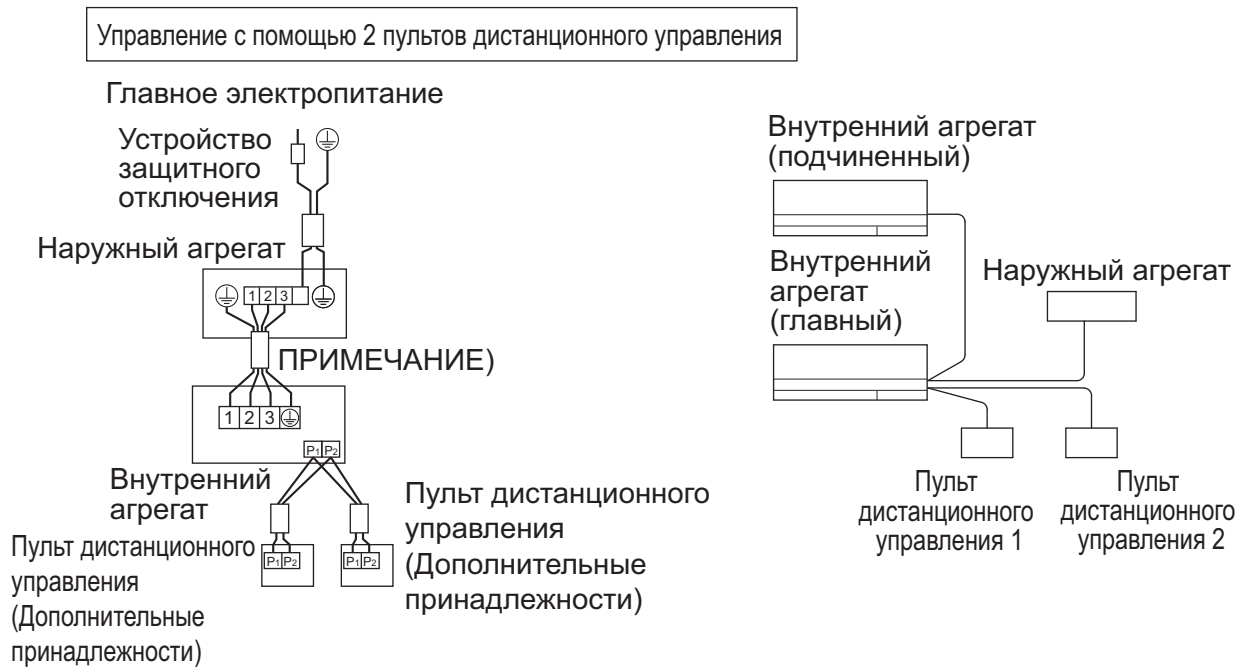 Управление с помощью 2 пультов дистанционного управления
Главное электропитание
Устройство
защитного
отключения
Наружный агрегат
1 2 3
ПРИМЕЧАНИЕ)
1 2 3
P1 P2
Внутренний
агрегат
Пульт дистанционного
управления
(Дополнительные
принадлежности)
P1 P2
P1 P2
Пульт дистанционного
управления
(Дополнительные
принадлежности)
Внутренний агрегат
(подчиненный)
Внутренний
агрегат
(главный)
Наружный агрегат
Пульт
дистанционного
управления 1
Пульт
дистанционного
управления 2